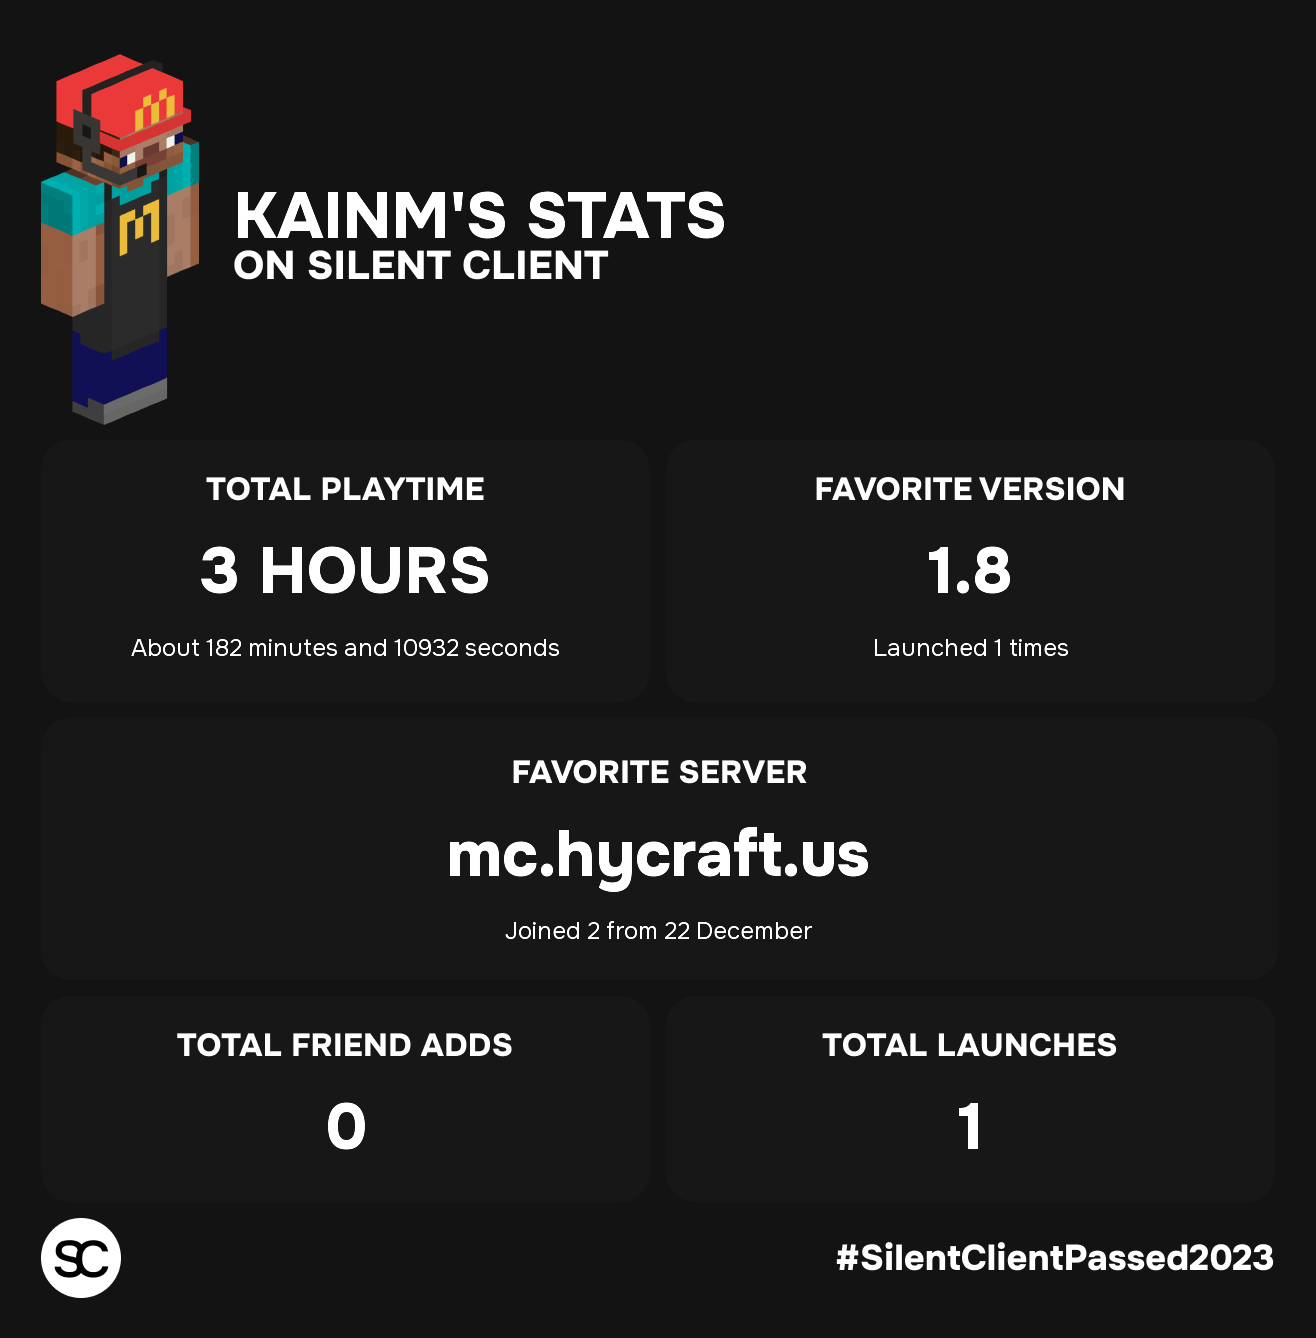 KAINM'S STATS
ON SILENT CLIENT
TOTAL PLAYTIME
3 HOURS
About 182 minutes and 10932 seconds
FAVORITE VERSION
1.8
Launched 1 times
FAVORITE SERVER
mc.hycraft.us
Joined 2 from 22 December
TOTAL FRIEND ADDS
0
TOTAL LAUNCHES
1
SC
#SilentClientPassed2023